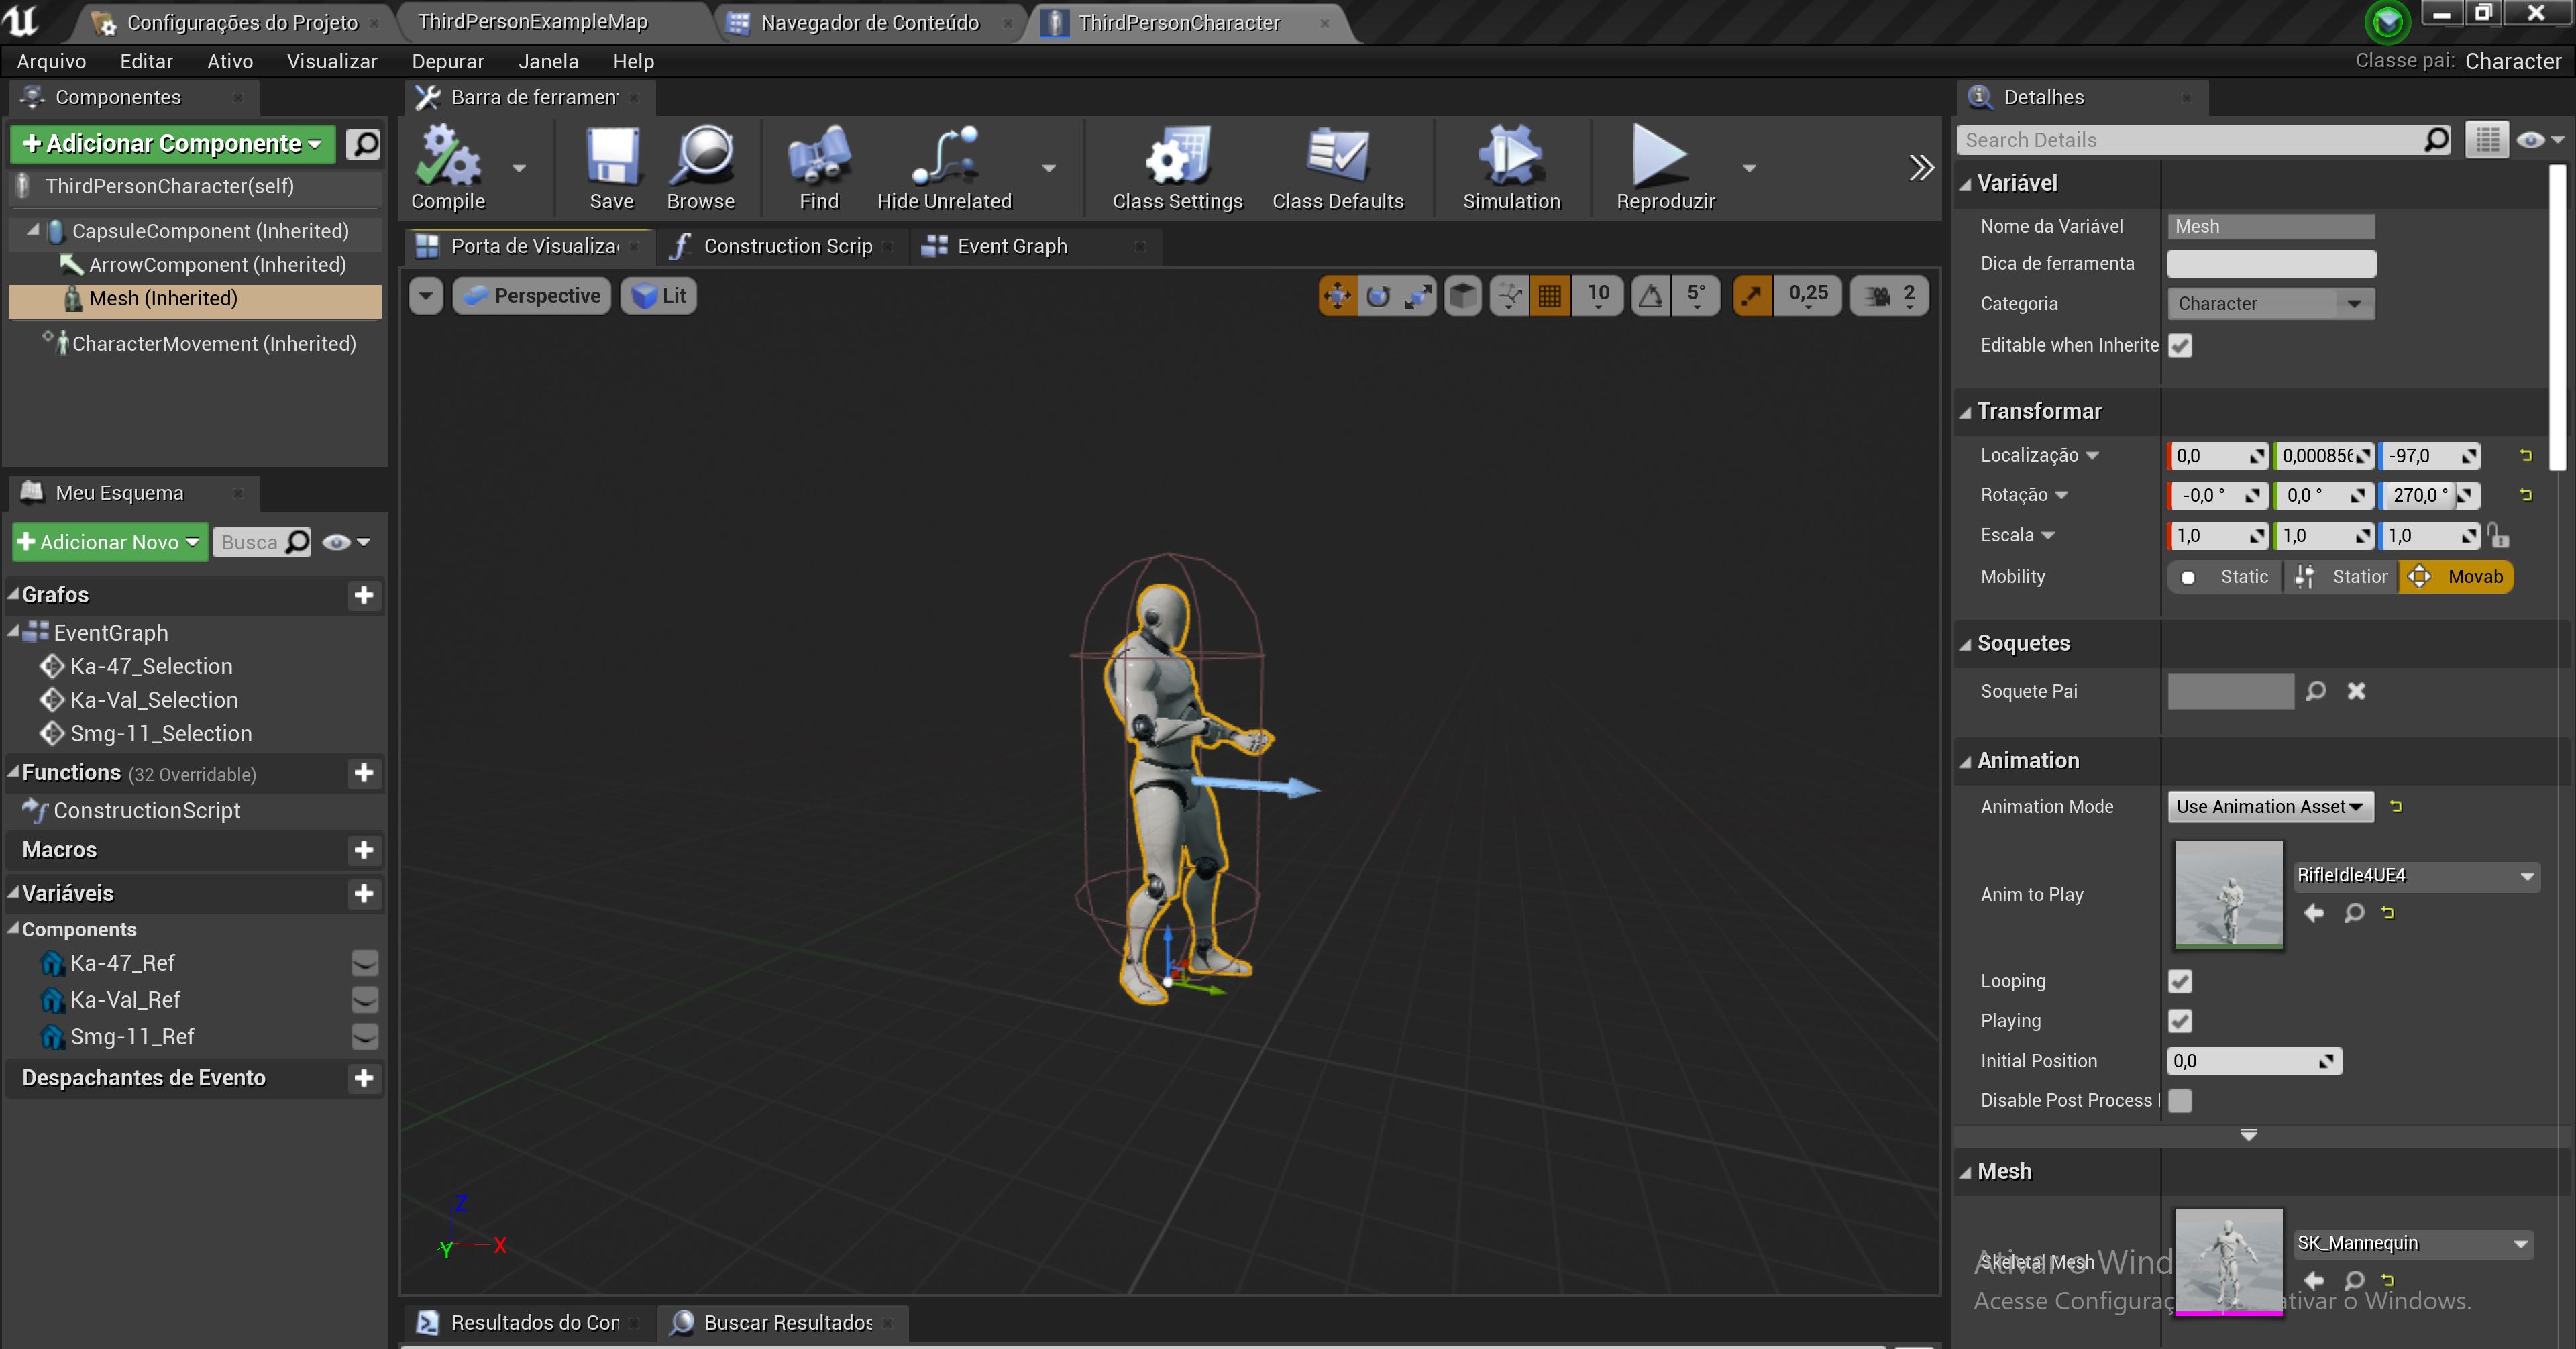 Configurações do Projeto
ThirdPersonExampleMap
Navegador de Conteúdo
ThirdPersonCharacter
Arquivo
Editar
Ativo
Visualizar
Depurar
Janela
Help
Classe pai: Character
Componentes
Adicionar Componente
ThirdPersonCharacter(self)
CapsuleComponent (Inherited)
ArrowComponent (Inherited)
Mesh (Inherited)
CharacterMovement (Inherited)
Meu Esquema
Adicionar Novo
Busca
Grafos
EventGraph
Ka-47_Selection
Ka-Val_Selection
Smg-11_Selection
Functions (32 Overridable)
ConstructionScript
Macros
Variáveis
Components
Ka-47_Ref
Ka-Val_Ref
Smg-11_Ref
Despachantes de Evento
Barra de ferrament
Compile
Save
Browse
Find
Hide Unrelated
Class Settings
Class Defaults
Simulation
Reproduzir
Porta de Visualiza
Construction Scrip
Event Graph
Perspective
Lit
10
5°
0,25
2
Z
Y
X
Resultados do Con
Buscar Resultados
Detalhes
Search Details
Variável
Nome da Variável
Mesh
Dica de ferramenta
Categoria
Character
Editable when Inherite
Transformar
Localização
0,0
0,000856
-97,0
Rotação
-0,0 °
0,0 °
270,0 °
Escala
1,0
1,0
1,0
Mobility
Static
Station
Movab
Soquetes
Soquete Pai
Animation
Animation Mode
Use Animation Asset
Anim to Play
RifleIdle4UE4
Looping
Playing
Initial Position
0,0
Disable Post Process
Mesh
Skeletal Mesh
SK_Mannequin
Ativar o Wind
Acesse Configuraç
ativar o Windows.